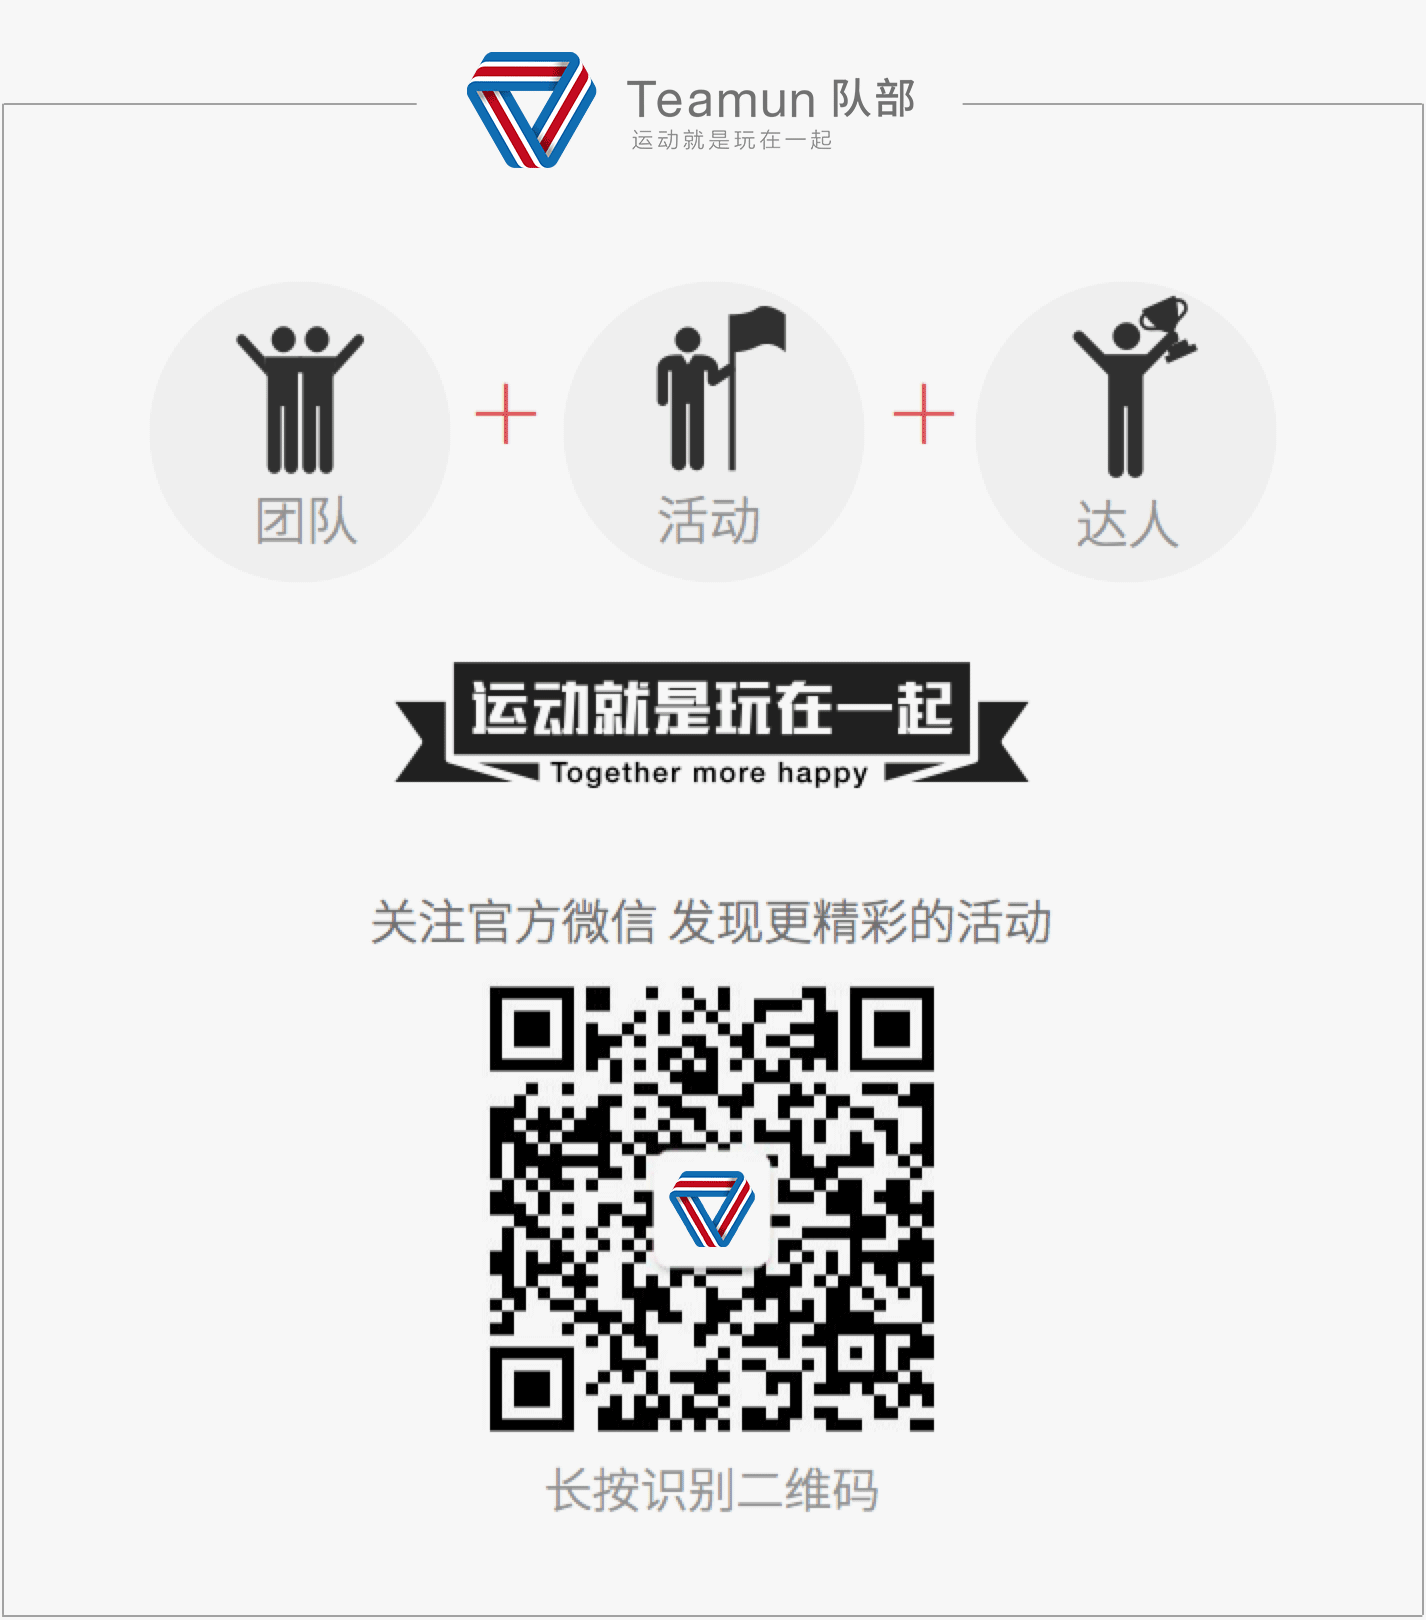 Teamun 队部
运动就是玩在一起
团队
活动
达人
运动就是玩在一起
Together more happy
关注官方微信 发现更精彩的活动
长按识别二维码